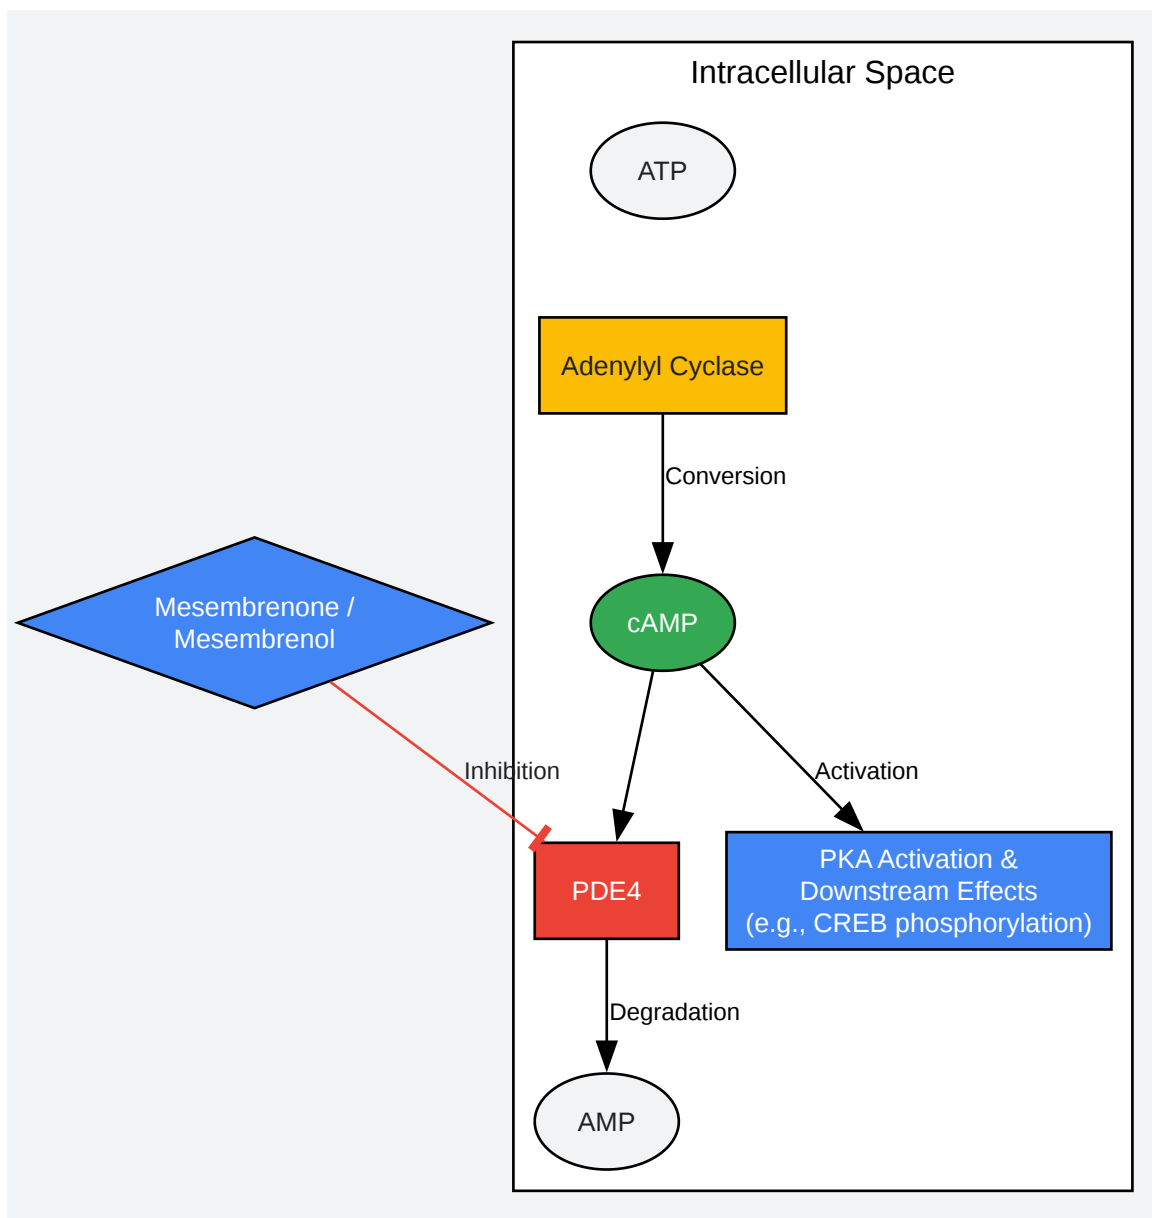 Intracellular Space
ATP
Adenylyl Cyclase
Conversion
Mesembrenone /
Mesembrenol
cAMP
Inhibition
Activation
PDE4
PKA Activation &
Downstream Effects
(e.g., CREB phosphorylation)
Degradation
AMP